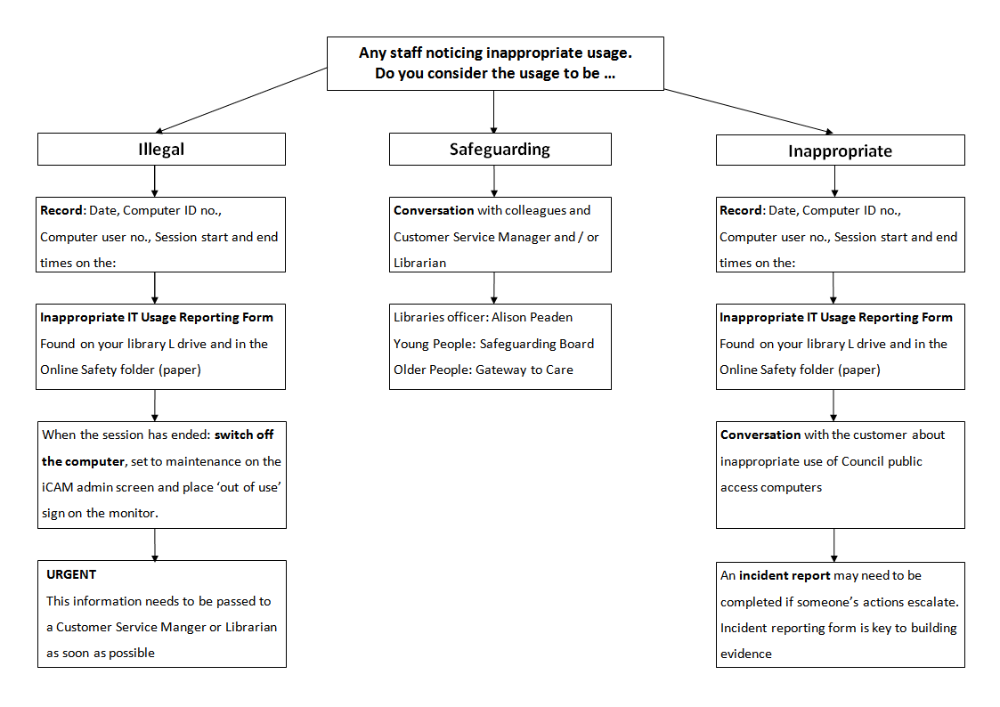 Any staff noticing inappropriate usage.
Do you consider the usage to be ...
Illegal
Record: Date, Computer ID no.,
Computer user no., Session start and end
times on the:
Inappropriate IT Usage Reporting Form
Found on your library L drive and in the
Online Safety folder (paper)
When the session has ended: switch off
the computer, set to maintenance on the
iCAM admin screen and place ‘out of use’
sign on the monitor.
URGENT
This information needs to be passed to
a Customer Service Manger or Librarian
as soon as possible
Safeguarding
Conversation with colleagues and
Customer Service Manager and / or
Librarian
Libraries officer: Alison Peaden
Young People: Safeguarding Board
Older People: Gateway to Care
Inappropriate
Record: Date, Computer ID no.,
Computer user no., Session start and end
times on the:
Inappropriate IT Usage Reporting Form
Found on your library L drive and in the
Online Safety folder (paper)
Conversation with the customer about
inappropriate use of Council public
access computers
An incident report may need to be
completed if someone’s actions escalate.
Incident reporting form is key to building
evidence